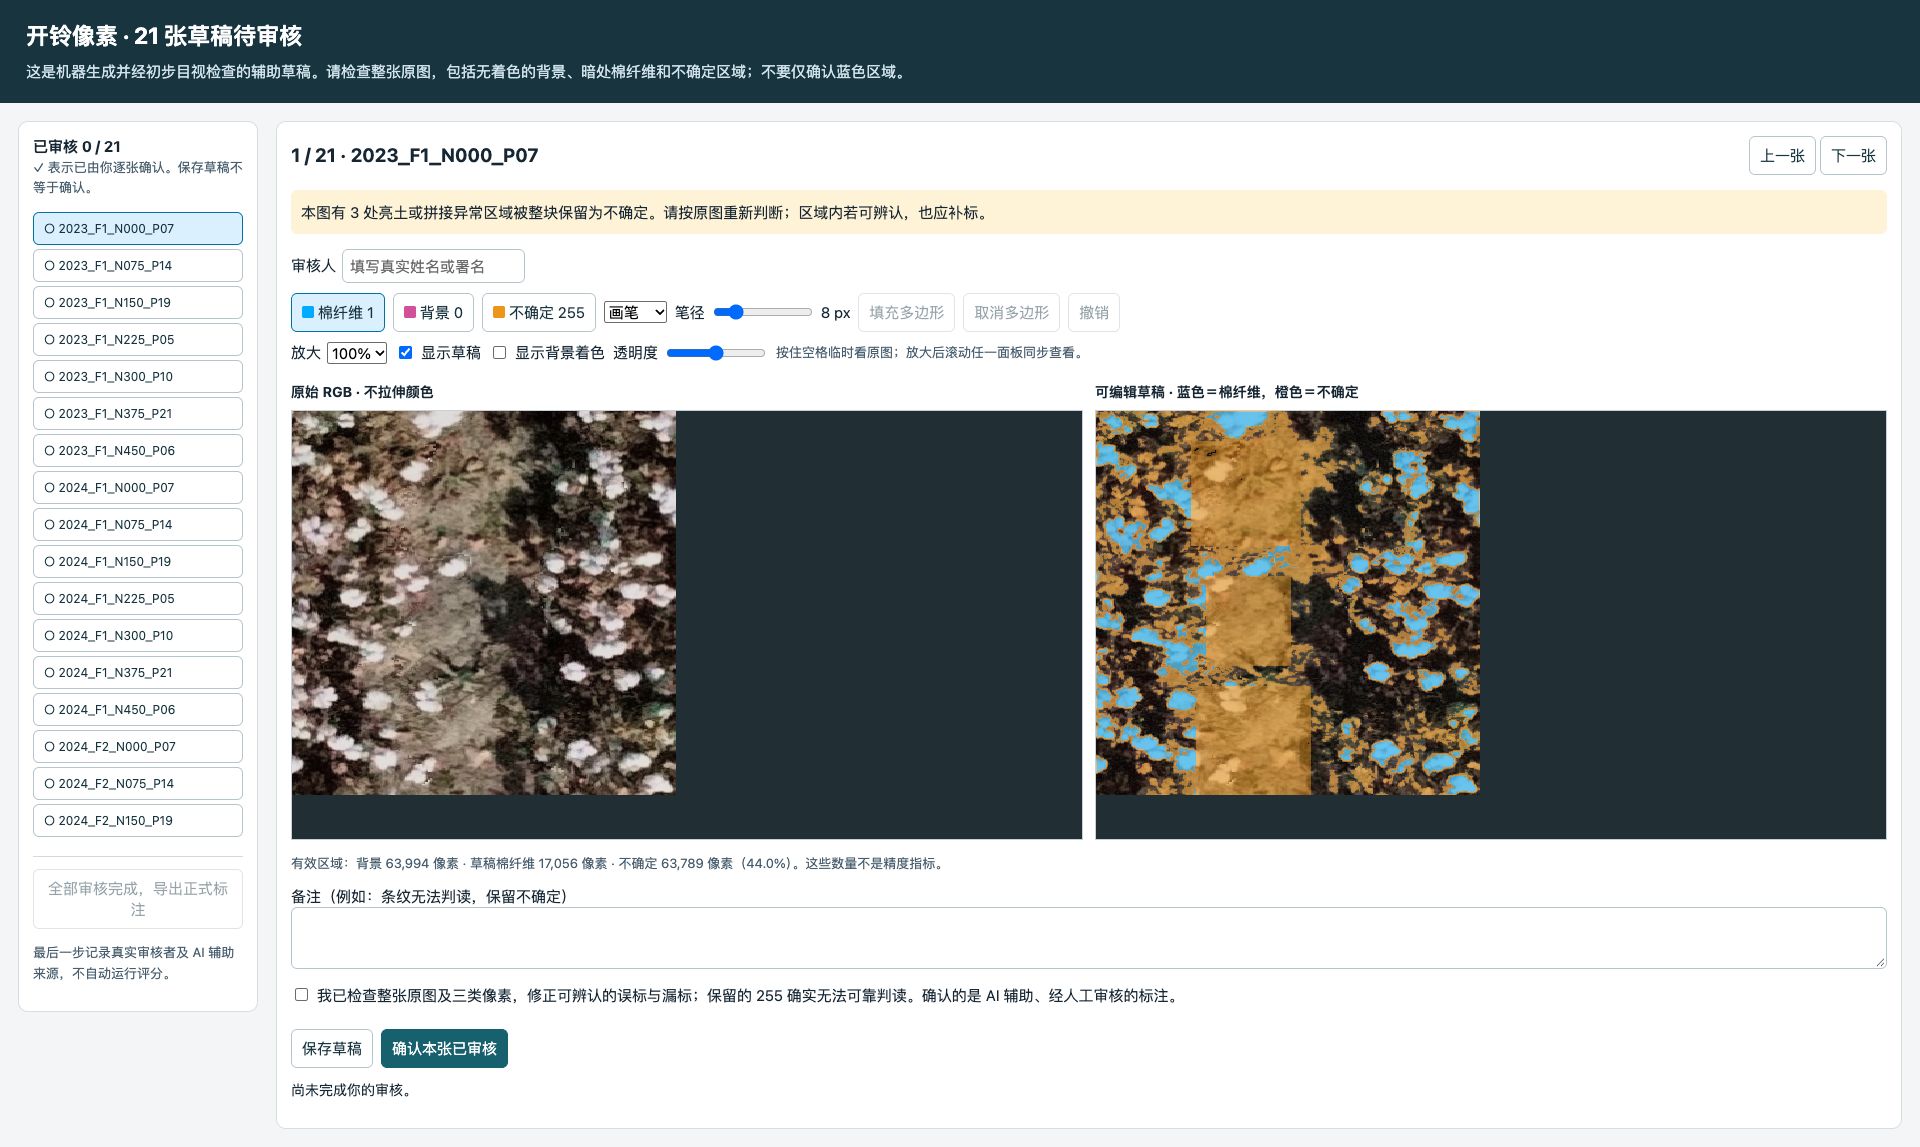 开铃像素 · 21 张草稿待审核
这是机器生成并经初步目视检查的辅助草稿。请检查整张原图，包括无着色的背景、暗处棉纤维和不确定区域；不要仅确认蓝色区域。
已审核 0 / 21
✓ 表示已由你逐张确认。保存草稿不
等于确认。
2023_F1_N000_P07
2023_F1_N075_P14
2023_F1_N150_P19
2023_F1_N225_P05
2023_F1_N300_P10
2023_F1_N375_P21
2023_F1_N450_P06
2024_F1_N000_P07
2024_F1_N075_P14
2024_F1_N150_P19
2024_F1_N225_P05
2024_F1_N300_P10
2024_F1_N375_P21
2024_F1_N450_P06
2024_F2_N000_P07
2024_F2_N075_P14
2024_F2_N150_P19
全部审核完成，导出正式标
注
最后一步记录真实审核者及 AI 辅助
来源，不自动运行评分。
1 / 21 · 2023_F1_N000_P07
上一张 下一张
本图有 3 处亮土或拼接异常区域被整块保留为不确定。请按原图重新判断；区域内若可辨认，也应补标。
审核人 填写真实姓名或署名
棉纤维 1 背景 0 不确定 255 画笔 笔径 8 px 填充多边形 取消多边形 撤销
放大 100% 显示草稿 显示背景着色 透明度 按住空格临时看原图；放大后滚动任一面板同步查看。
原始 RGB · 不拉伸颜色
可编辑草稿 · 蓝色＝棉纤维，橙色＝不确定
有效区域：背景 63,994 像素 · 草稿棉纤维 17,056 像素 · 不确定 63,789 像素（44.0%）。这些数量不是精度指标。
备注（例如：条纹无法判读，保留不确定）
我已检查整张原图及三类像素，修正可辨认的误标与漏标；保留的 255 确实无法可靠判读。确认的是 AI 辅助、经人工审核的标注。
保存草稿 确认本张已审核
尚未完成你的审核。